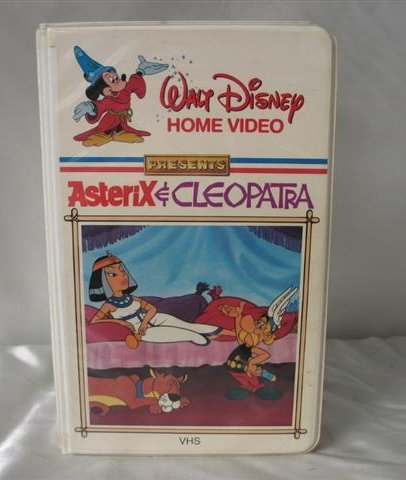 Walt Disney
HOME VIDEO
PRESENTS
Asterix & CLEOPATRA
VHS